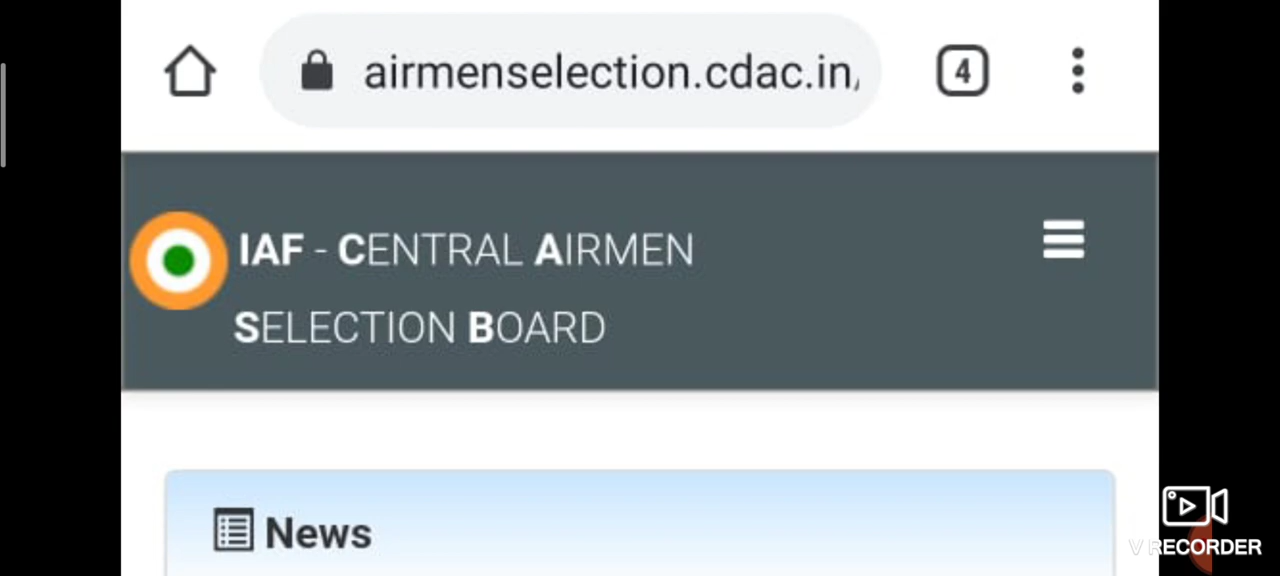 airmenselection.cdac.in/
4
IAF - CENTRAL AIRMEN
SELECTION BOARD
News
V RECORDER